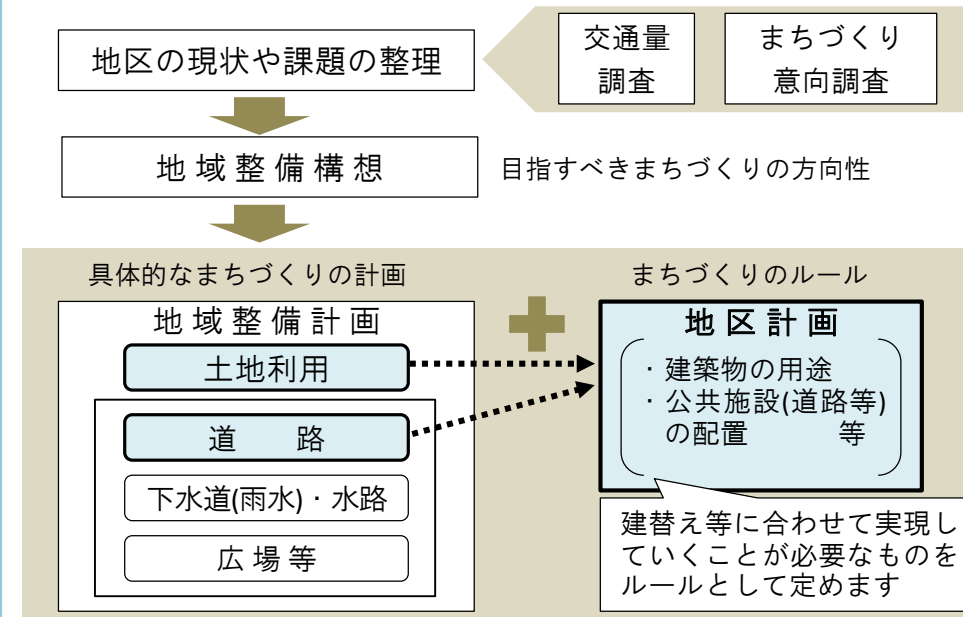 地区の現状や課題の整理
交通量
調査
まちづくり
意向調査
地域整備構想
目指すべきまちづくりの方向性
具体的なまちづくりの計画
地域整備計画
土地利用
道　　路
下水道(雨水)・水路
広場等
まちづくりのルール
地区計画
・建築物の用途
・公共施設(道路等)
の配置　　　等
建替え等に合わせて実現し
ていくことが必要なものを
ルールとして定めます